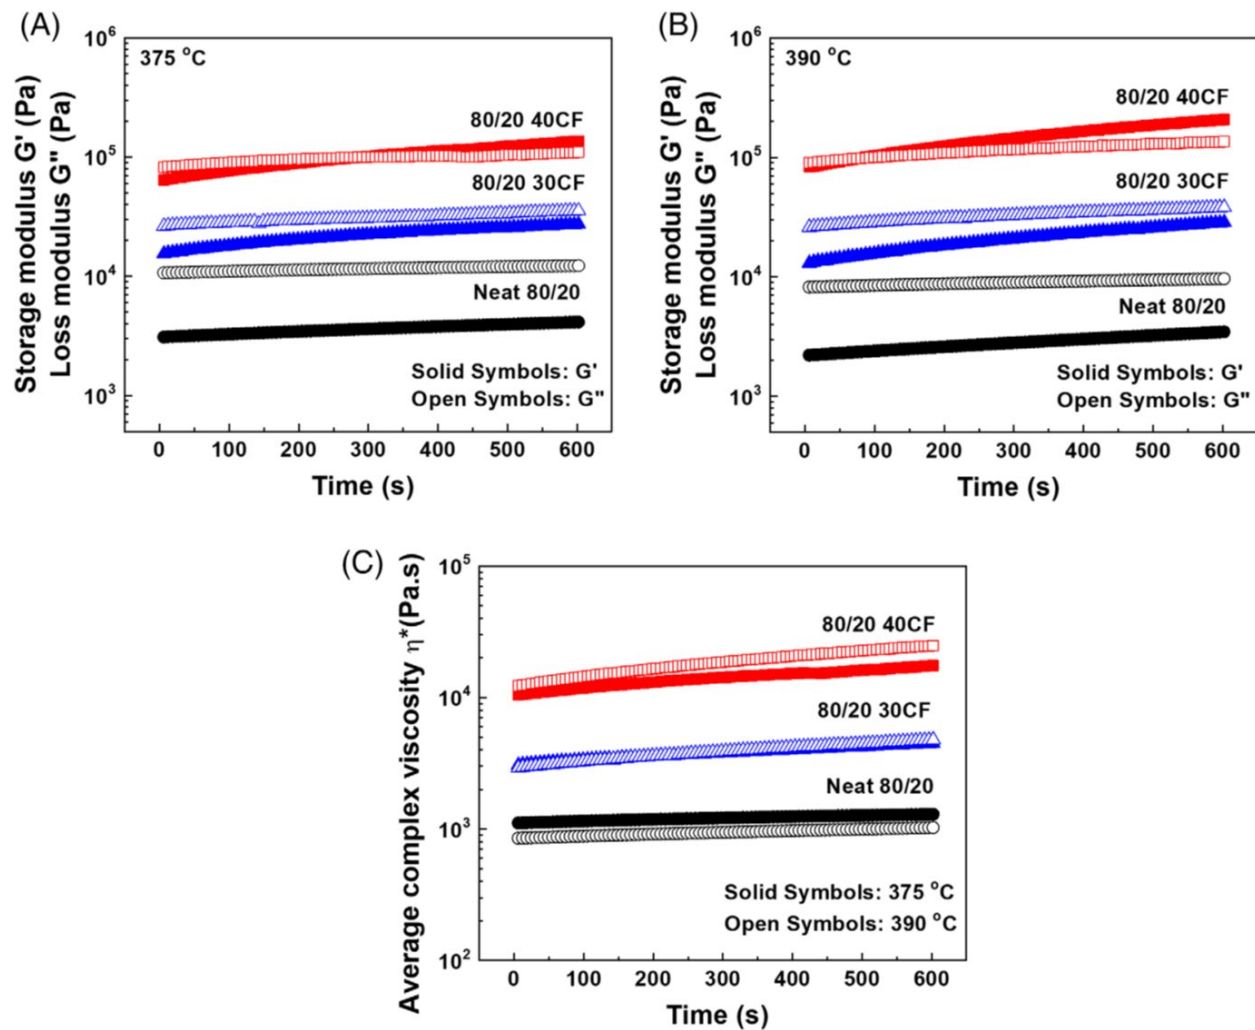 (A)
10⁶
10⁵
10⁴
10³
Storage modulus G' (Pa)
Loss modulus G" (Pa)
375 °C
80/20 40CF
80/20 30CF
Neat 80/20
Solid Symbols: G'
Open Symbols: G"
0 100 200 300 400 500 600
Time (s)
(B)
10⁶
10⁵
10⁴
10³
Storage modulus G' (Pa)
Loss modulus G" (Pa)
390 °C
80/20 40CF
80/20 30CF
Neat 80/20
Solid Symbols: G'
Open Symbols: G"
0 100 200 300 400 500 600
Time (s)
(C)
10⁵
10⁴
10³
10²
Average complex viscosity η*(Pa.s)
80/20 40CF
80/20 30CF
Neat 80/20
Solid Symbols: 375 °C
Open Symbols: 390 °C
0 100 200 300 400 500 600
Time (s)